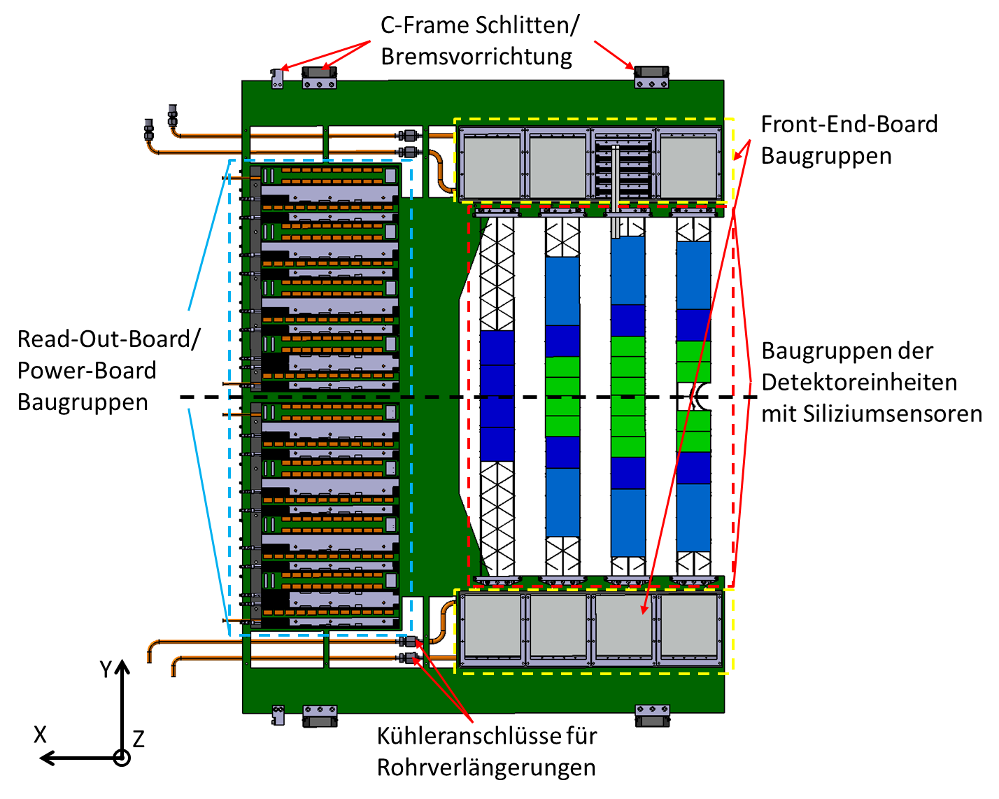 C-Frame Schlitten/
Bremsvorrichtung
Front-End-Board
Baugruppen
Read-Out-Board/
Power-Board
Baugruppen
Baugruppen der
Detektoreinheiten
mit Siliziumsensoren
Y
X
Z
Kühleranschlüsse für
Rohrverlängerungen